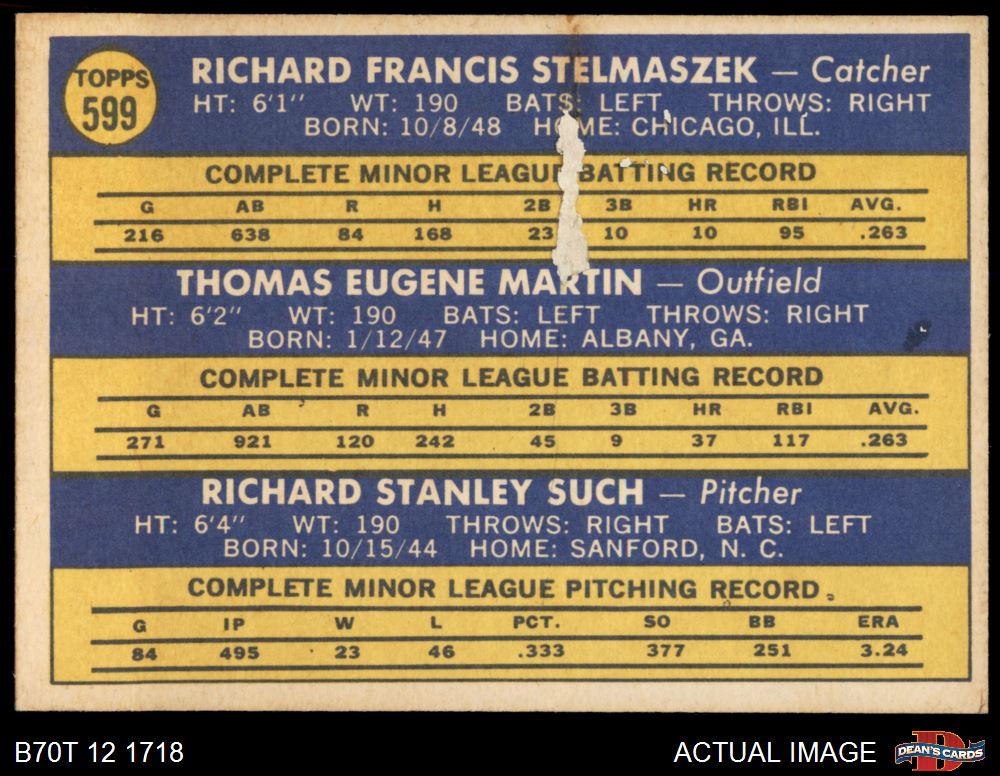 TOPPS
599
RICHARD FRANCIS STELMASZEK — Catcher
HT: 6'1" WT: 190 BATS: LEFT THROWS: RIGHT
BORN: 10/8/48 HOME: CHICAGO, ILL.
COMPLETE MINOR LEAGUE BATTING RECORD
G AB R H 2B 3B HR RBI AVG.
216 638 84 168 23 10 10 95 .263
THOMAS EUGENE MARTIN — Outfield
HT: 6'2" WT: 190 BATS: LEFT THROWS: RIGHT
BORN: 1/12/47 HOME: ALBANY, GA.
COMPLETE MINOR LEAGUE BATTING RECORD
G AB R H 2B 3B HR RBI AVG.
271 921 120 242 45 9 37 117 .263
RICHARD STANLEY SUCH — Pitcher
HT: 6'4" WT: 190 THROWS: RIGHT BATS: LEFT
BORN: 10/15/44 HOME: SANFORD, N. C.
COMPLETE MINOR LEAGUE PITCHING RECORD
G IP W L PCT. SO BB ERA
84 495 23 46 .333 377 251 3.24
B70T 12 1718 ACTUAL IMAGE DEAN'S CARDS